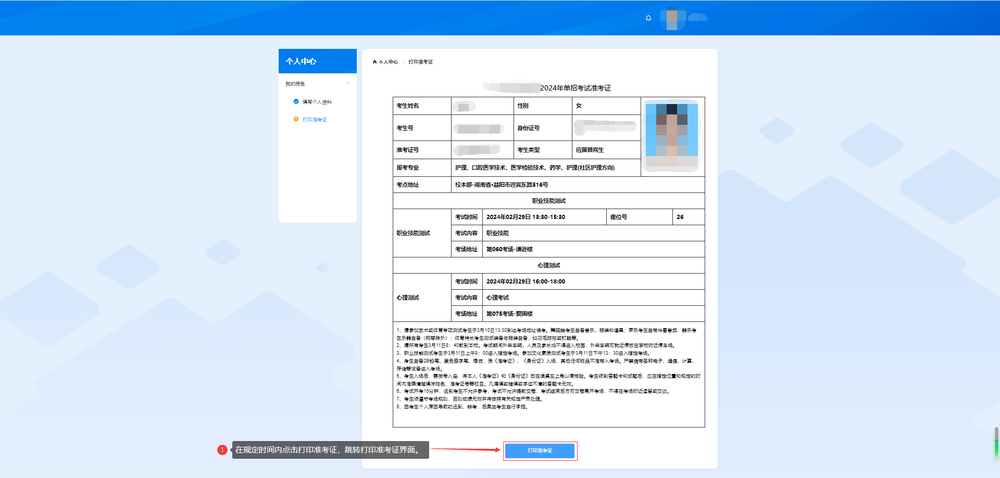 个人中心
我的报名
填写个人资料
打印准考证
个人中心 > 打印准考证
2024年单招考试准考证
考生姓名 性别 女
考生号 身份证号
准考证号 考生类型 应届普高生
报考专业 护理、口腔医学技术、医学检验技术、药学、护理(社区护理方向)
考点地址 校本部-湖南省•益阳市迎宾东路516号
职业技能测试
职业技能测试 考试时间 2024年02月29日 13:30-15:30 座位号 26
考试内容 职业技能
考场地址 第060考场-谦逊楼
心理测试
心理测试 考试时间 2024年02月29日 16:00-18:00
考试内容 心理考试
考场地址 第075考场-爱国楼
1、请参加艺术或体育专项测试考生于3月10日13:30到达考场地址候考。舞蹈类考生自备音乐、服装和道具；声乐考生自带伴奏音频，器乐考
生乐器自备（钢琴除外）；体育特长考生测试装备与服装自备，如羽毛球拍或钉鞋等。
2、请所有考生3月11日8：40前到本校。考试期间外来车辆、人员及家长均不得进入校园，外来车辆可就近停放在学校附近停车场。
3、职业技能测试考生于3月11日上午9：00进入指定考场。参加文化素质测试考生于3月11日下午13：30进入指定考场。
4、考生自备2B铅笔、黑色签字笔、橡皮，凭《准考证》、《身份证》入场，其他任何物品不准带入考场。严禁携带各种电子、通信、计算、
存储等设备进入考场。
5、考生入场后，要按号入座，将本人《准考证》和《身份证》放在课桌左上角以便核验。考生领到答题卡和试题后，应在指定位置和规定的时
间内准确清楚填涂姓名、准考证号等栏目。凡漏填或错填或字迹不清的答题卡无效。
6、考试开考15分钟，迟到考生不允许参考，考试不允许提前交卷，考试结束后方可交卷离开考场，不得在考场附近逗留或交谈。
7、考生须遵守考场规则，否则成绩无效并将按照有关规定严肃处理。
8、因考生个人原因导致的迟到、缺考，后果由考生自行承担。
1 在规定时间内点击打印准考证，跳转打印准考证界面。
打印准考证